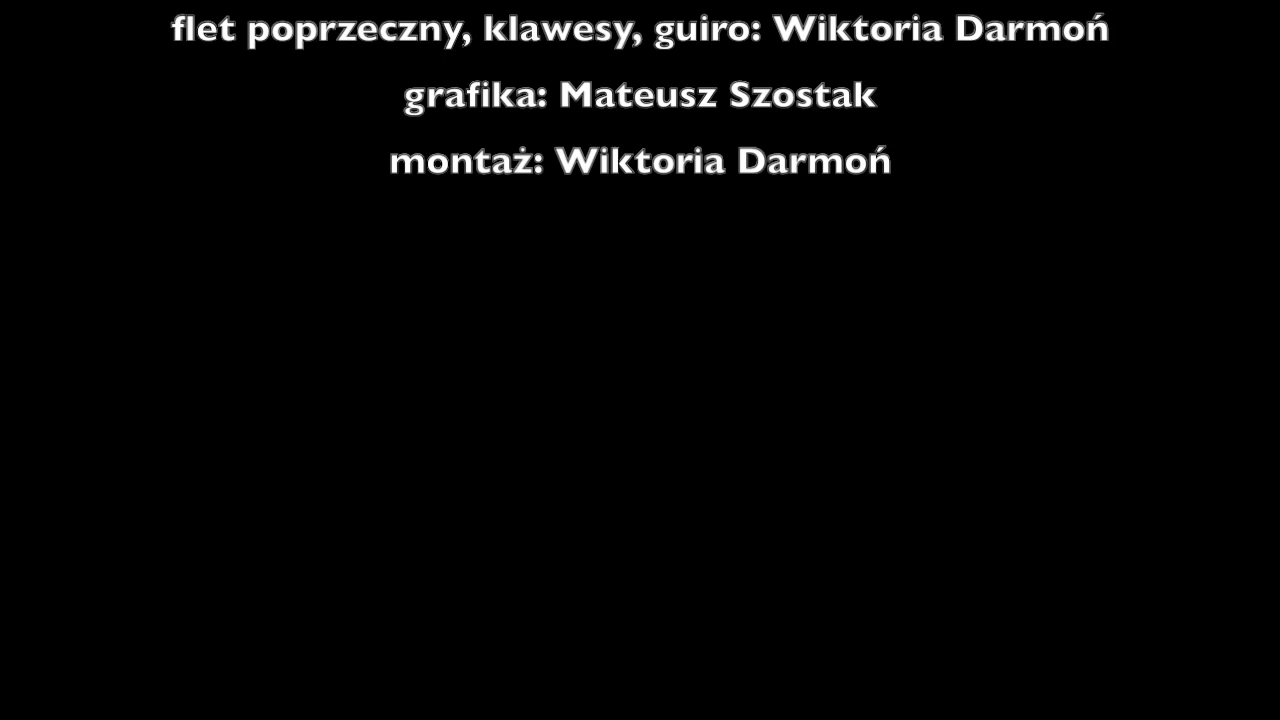 flet poprzeczny, klawesy, guiro: Wiktoria Darmoń
grafika: Mateusz Szostak
montaż: Wiktoria Darmoń